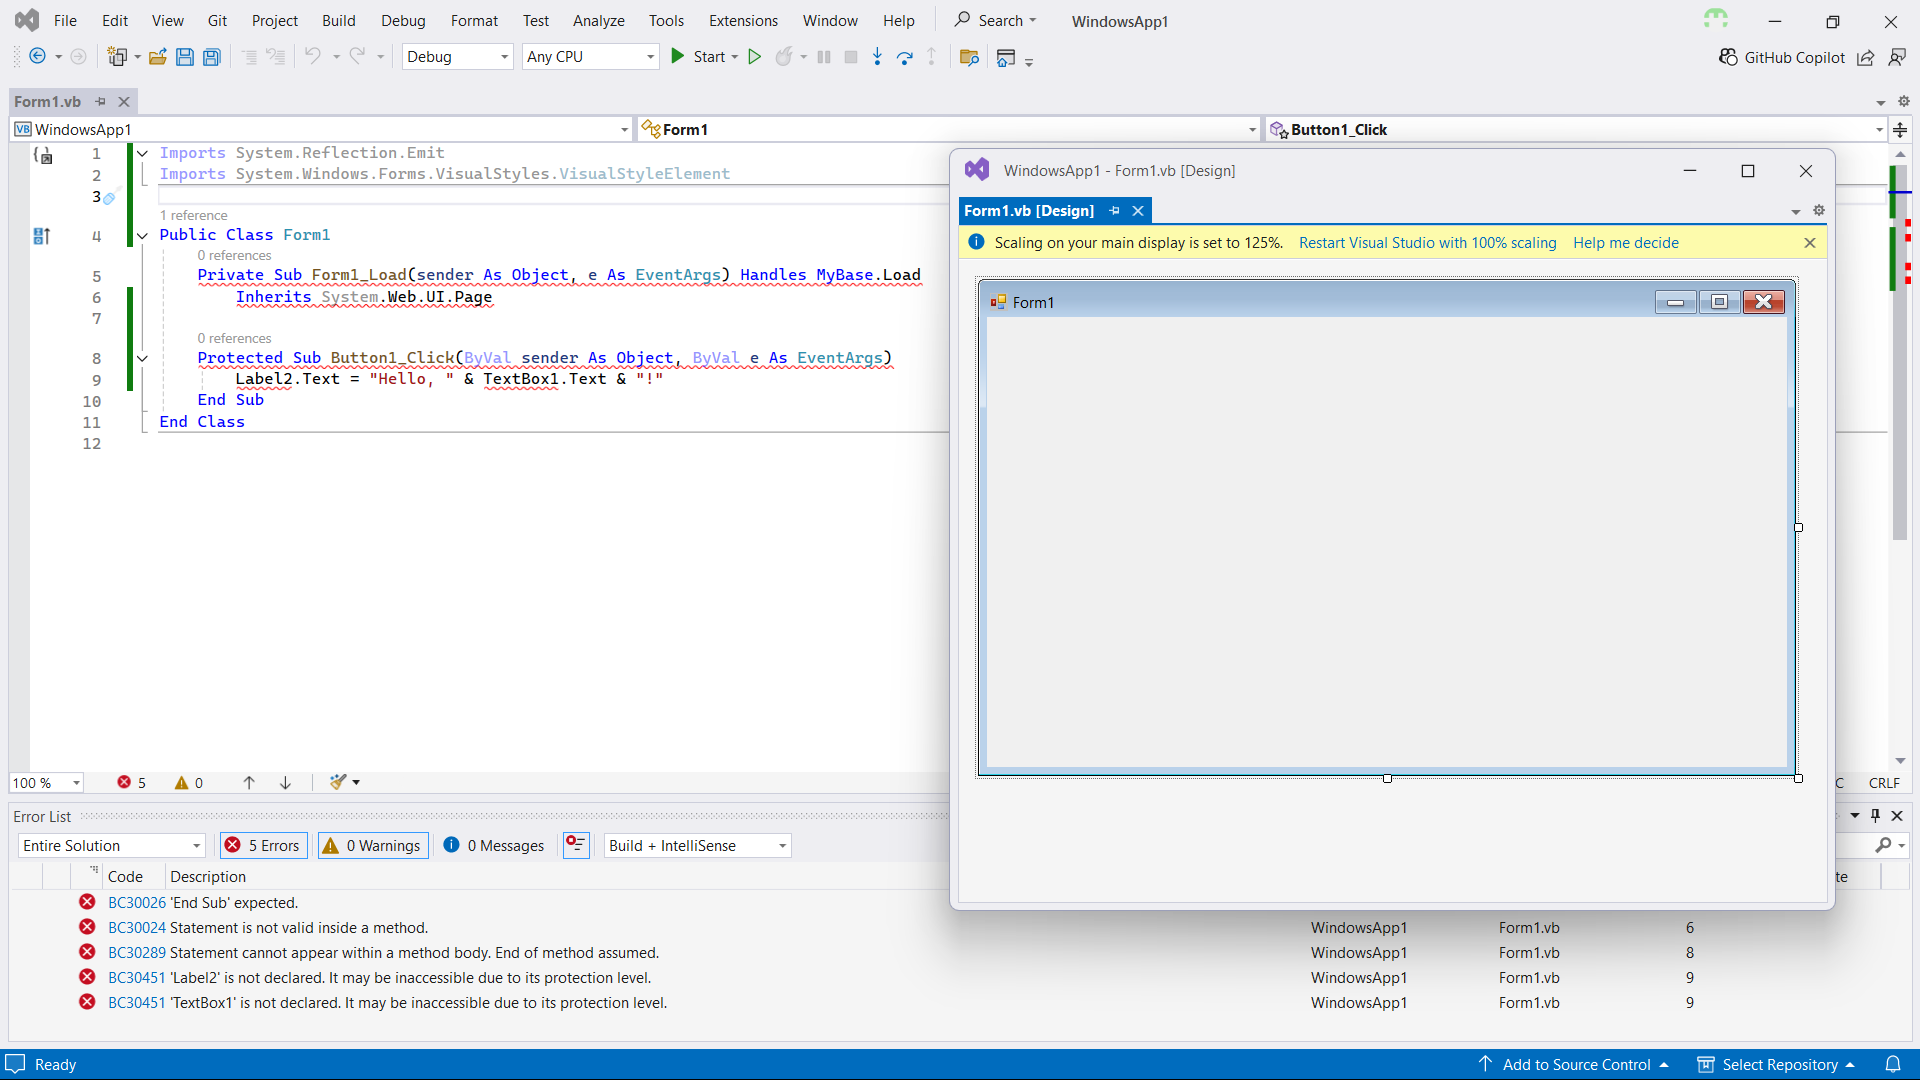 File Edit View Git Project Build Debug Format Test Analyze Tools Extensions Window Help Search WindowsApp1
Debug Any CPU Start GitHub Copilot
Form1.vb
VB WindowsApp1 Form1 Button1_Click
1 Imports System.Reflection.Emit
2 Imports System.Windows.Forms.VisualStyles.VisualStyleElement
3
1 reference
4 Public Class Form1
0 references
5 Private Sub Form1_Load(sender As Object, e As EventArgs) Handles MyBase.Load
6 Inherits System.Web.UI.Page
7
0 references
8 Protected Sub Button1_Click(ByVal sender As Object, ByVal e As EventArgs)
9 Label2.Text = "Hello, " & TextBox1.Text & "!"
10 End Sub
11 End Class
12
WindowsApp1 - Form1.vb [Design]
Form1.vb [Design]
Scaling on your main display is set to 125%. Restart Visual Studio with 100% scaling Help me decide
Form1
100 % 5 0 C CRLF
Error List
Entire Solution 5 Errors 0 Warnings 0 Messages Build + IntelliSense
Code Description te
BC30026 'End Sub' expected.
BC30024 Statement is not valid inside a method. WindowsApp1 Form1.vb 6
BC30289 Statement cannot appear within a method body. End of method assumed. WindowsApp1 Form1.vb 8
BC30451 'Label2' is not declared. It may be inaccessible due to its protection level. WindowsApp1 Form1.vb 9
BC30451 'TextBox1' is not declared. It may be inaccessible due to its protection level. WindowsApp1 Form1.vb 9
Ready Add to Source Control Select Repository